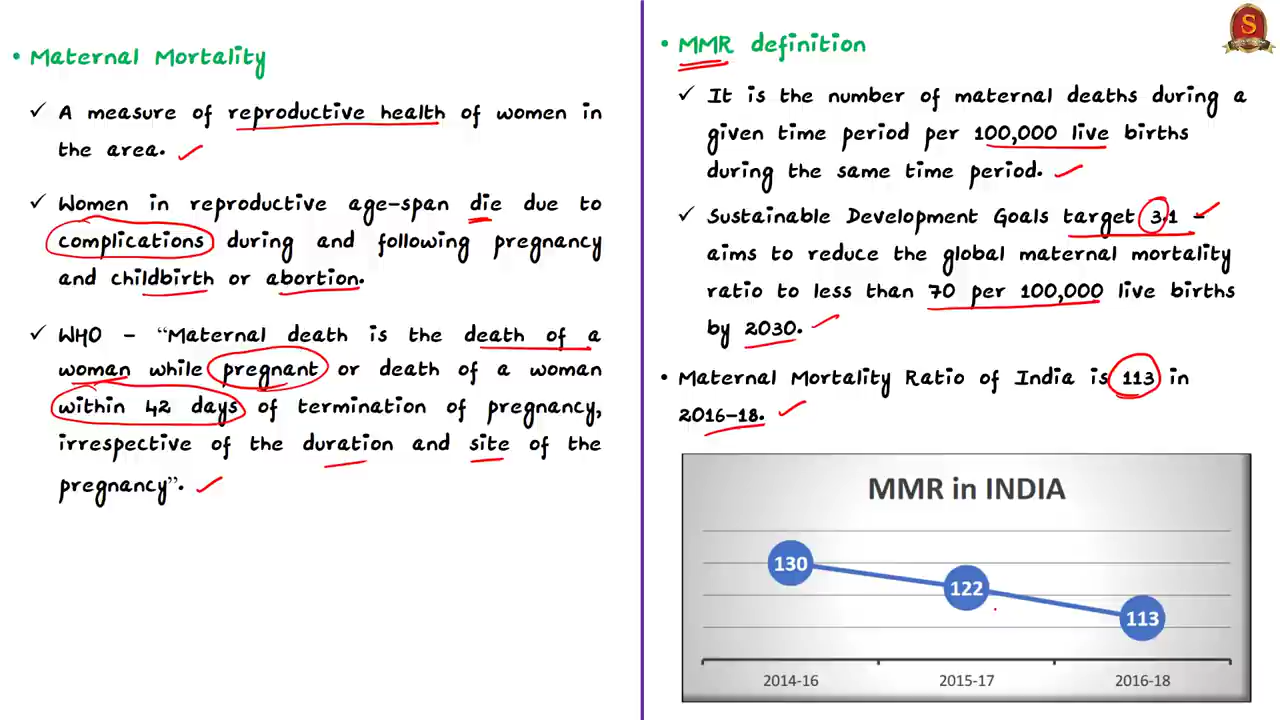 • Maternal Mortality
✓ A measure of reproductive health of women in
the area.
✓ Women in reproductive age-span die due to
complications during and following pregnancy
and childbirth or abortion.
✓ WHO - “Maternal death is the death of a
woman while pregnant or death of a woman
within 42 days of termination of pregnancy,
irrespective of the duration and site of the
pregnancy”.
• MMR definition
✓ It is the number of maternal deaths during a
given time period per 100,000 live births
during the same time period.
✓ Sustainable Development Goals target 3.1 -
aims to reduce the global maternal mortality
ratio to less than 70 per 100,000 live births
by 2030.
• Maternal Mortality Ratio of India is 113 in
2016-18.
MMR in INDIA
130
122
113
2014-16 2015-17 2016-18
S